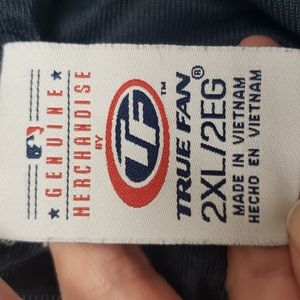 GENUINE
MERCHANDISE
BY
TF
TRUE FAN®
2XL/2EG
MADE IN VIETNAM
HECHO EN VIETNAM